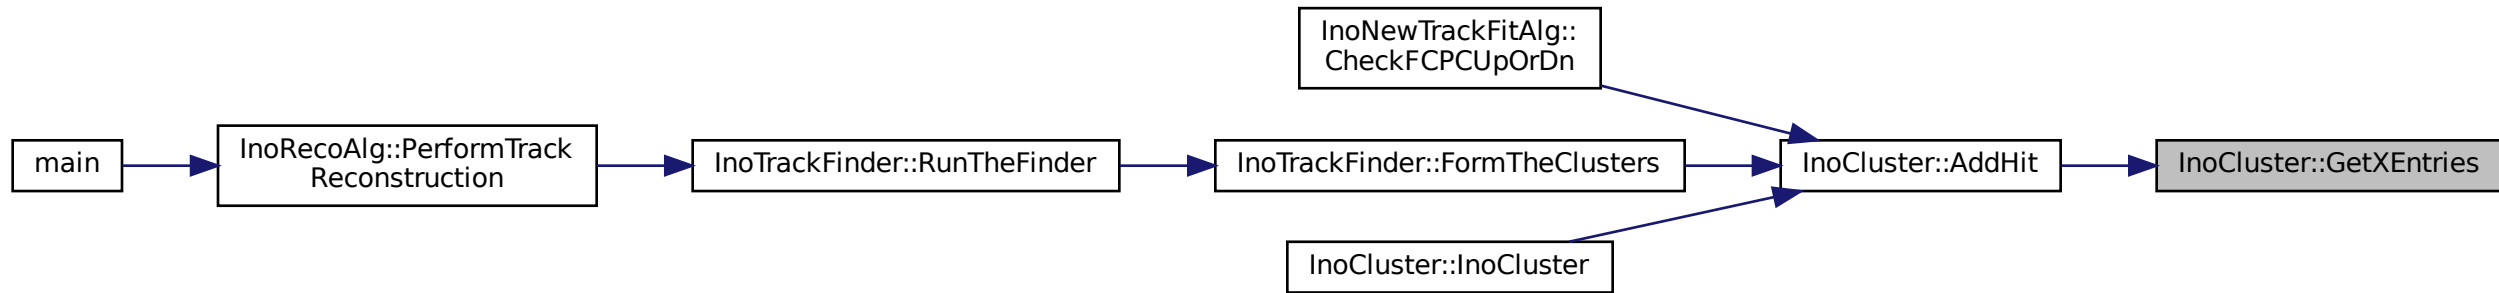 InoNewTrackFitAlg::
CheckFCPCUpOrDn
main
InoRecoAlg::PerformTrack
Reconstruction
InoTrackFinder::RunTheFinder
InoTrackFinder::FormTheClusters
InoCluster::AddHit
InoCluster::GetXEntries
InoCluster::InoCluster